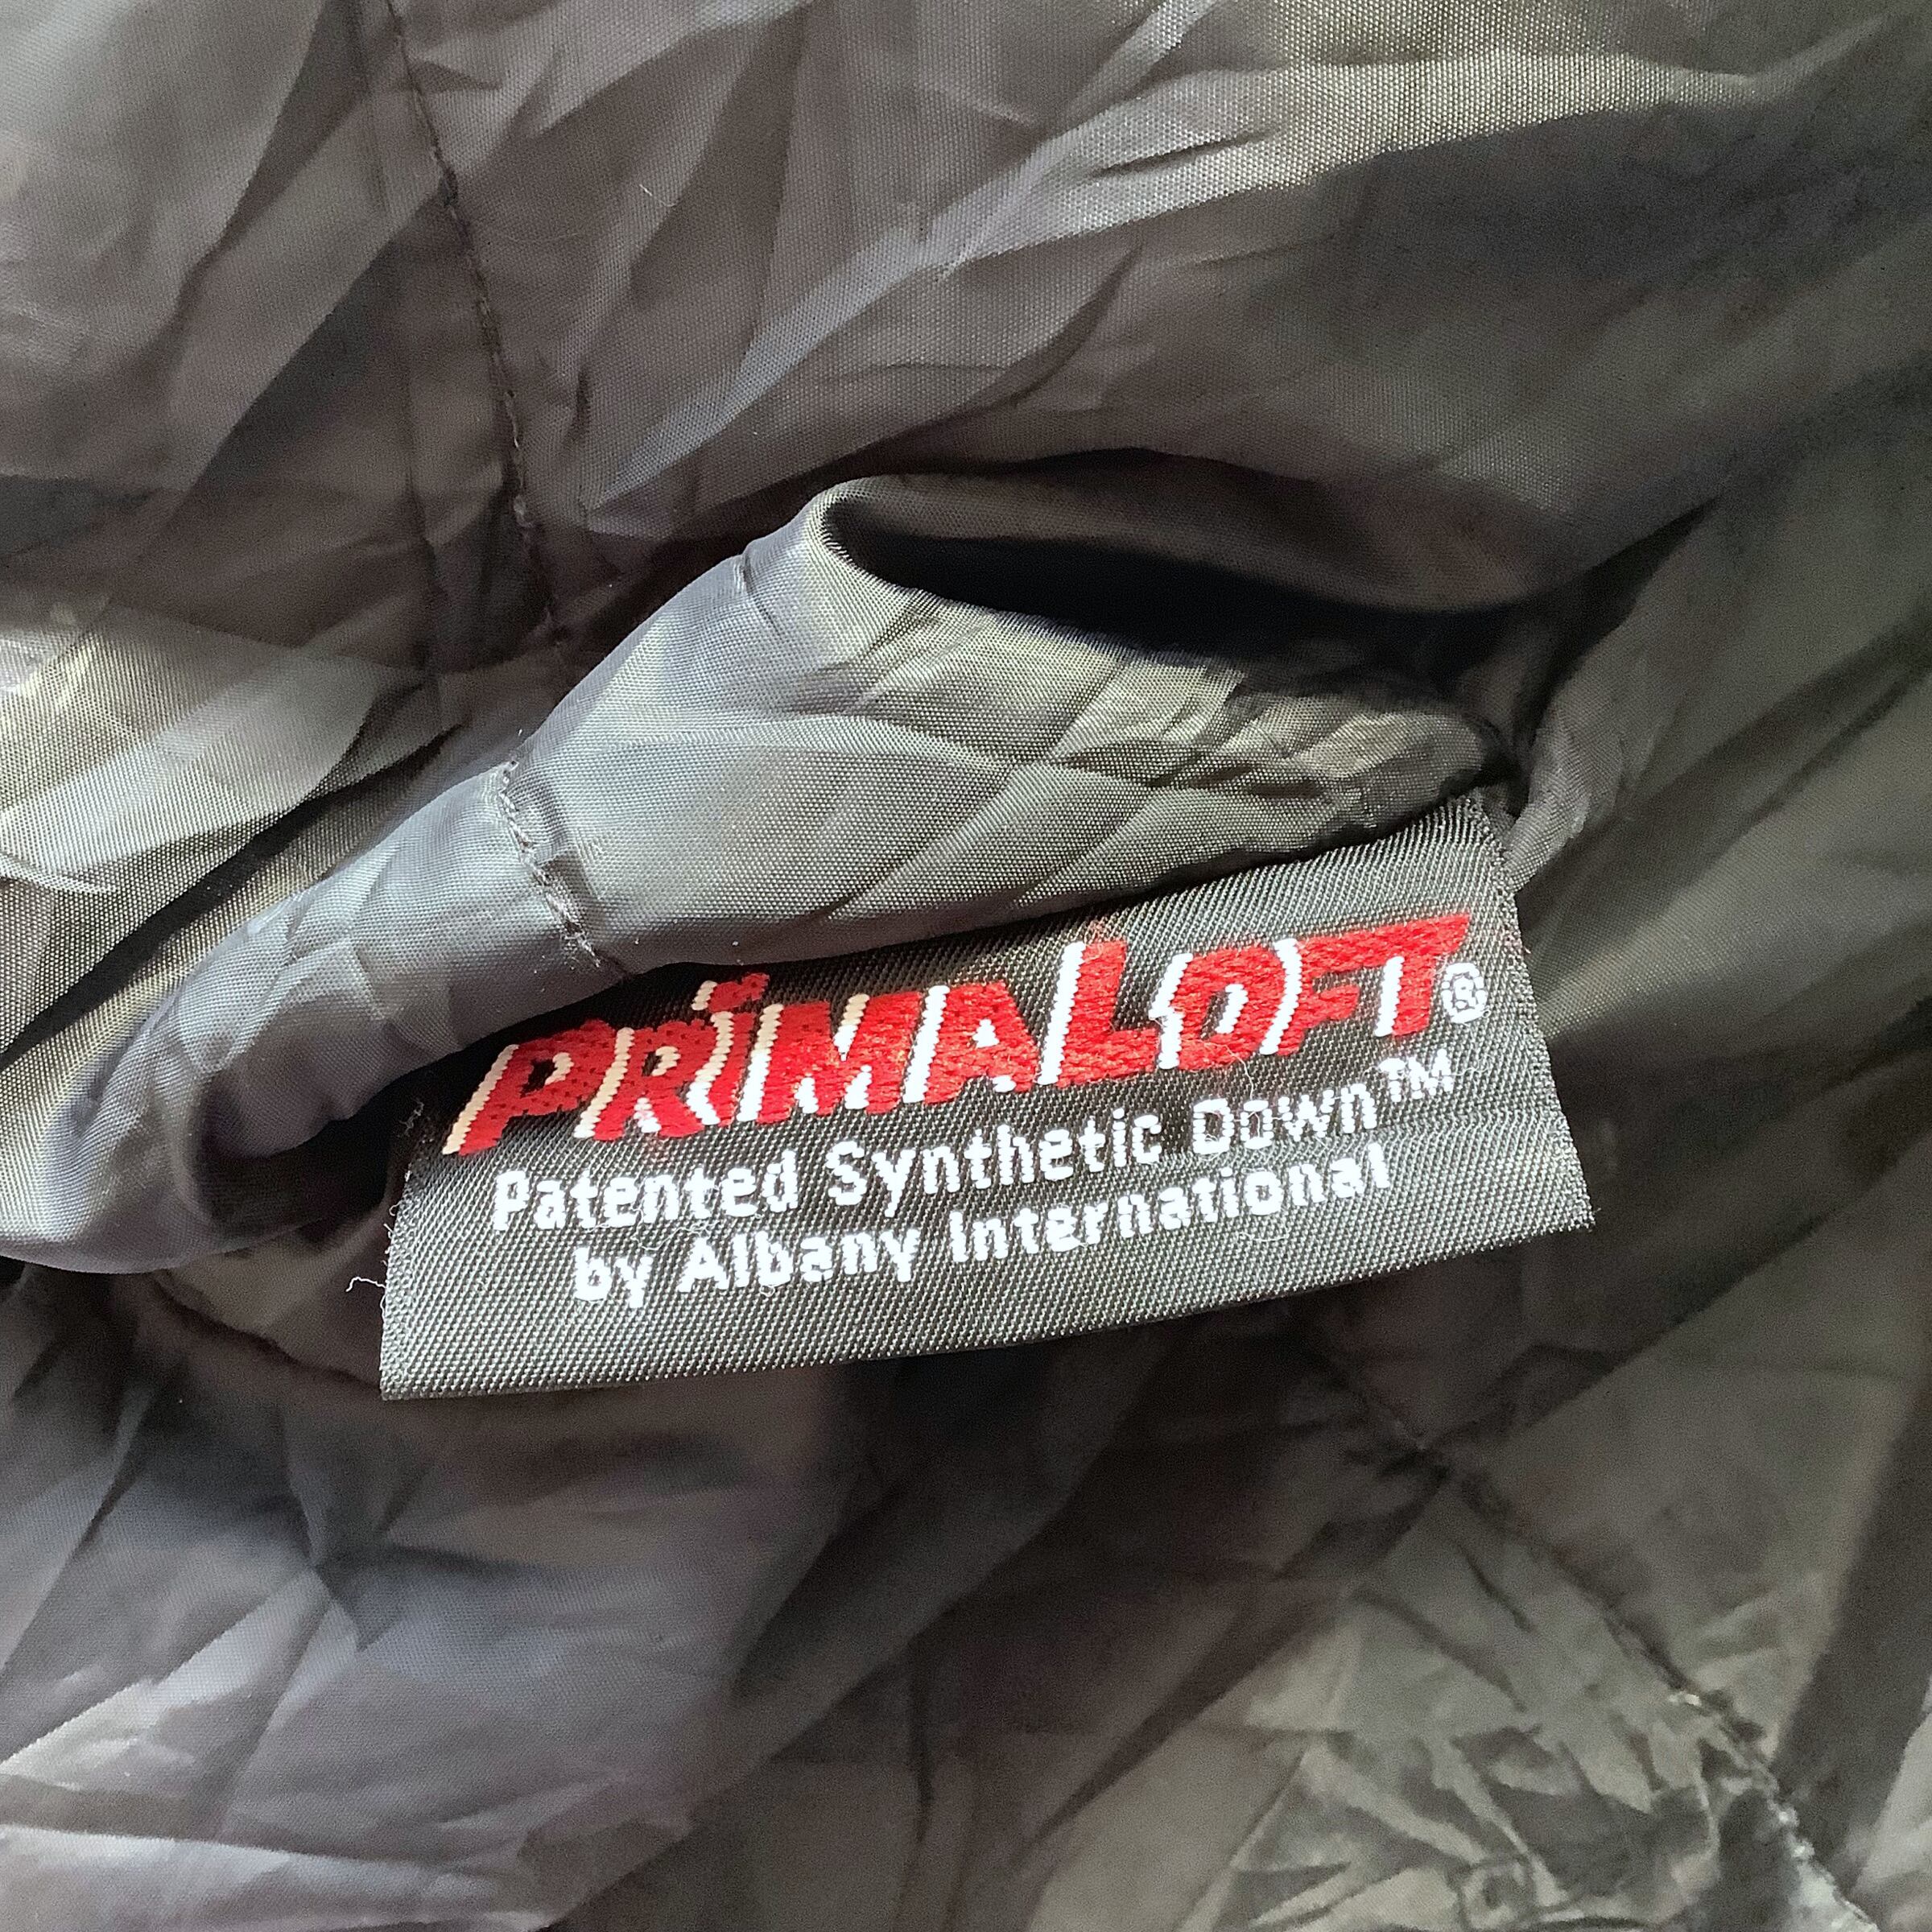 PRiMALOFT®
Patented Synthetic Down™
by Albany International